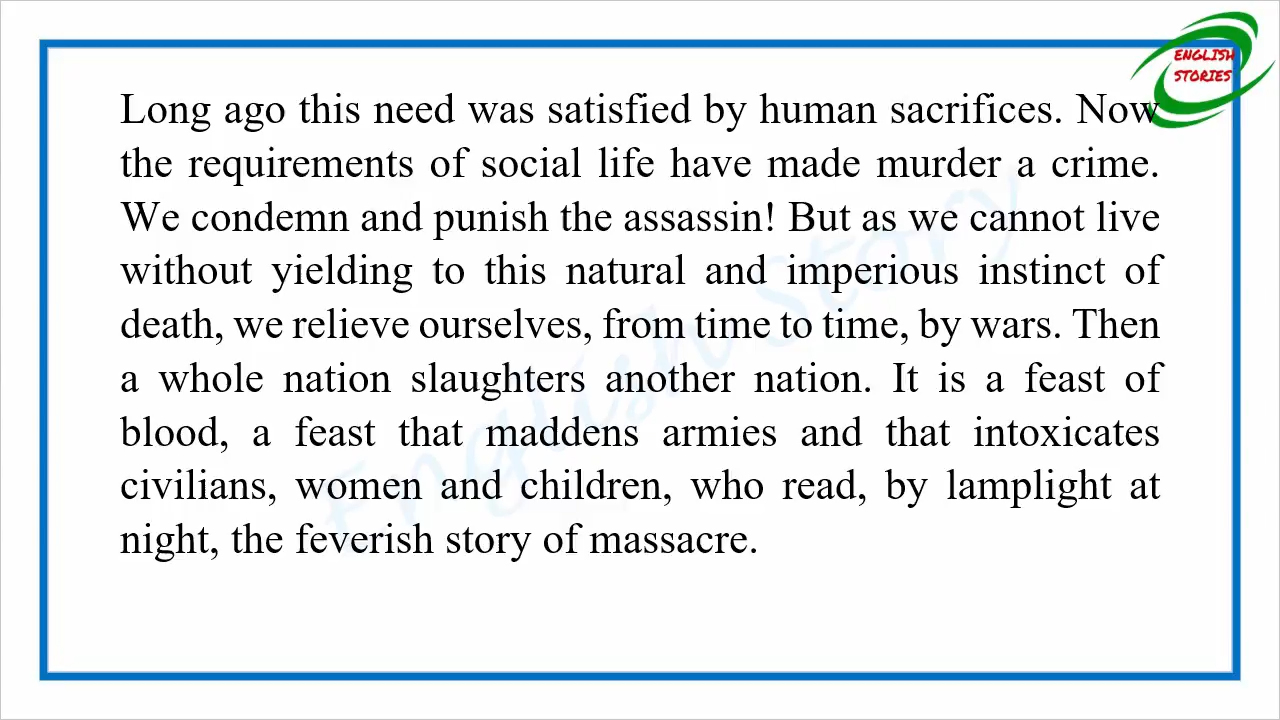 ENGLISH
STORIES
Long ago this need was satisfied by human sacrifices. Now
the requirements of social life have made murder a crime.
We condemn and punish the assassin! But as we cannot live
without yielding to this natural and imperious instinct of
death, we relieve ourselves, from time to time, by wars. Then
a whole nation slaughters another nation. It is a feast of
blood, a feast that maddens armies and that intoxicates
civilians, women and children, who read, by lamplight at
night, the feverish story of massacre.
English Story